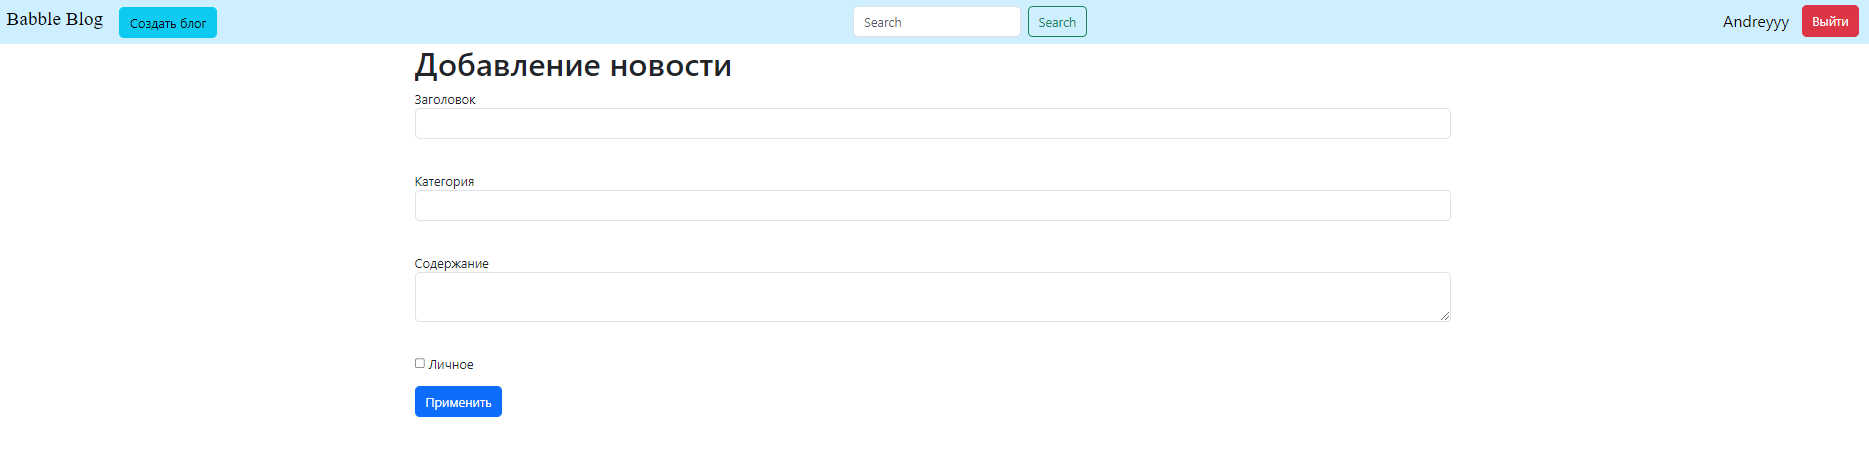 Babble Blog Создать блог Search Search Andreyyy Выйти
Добавление новости
Заголовок
Категория
Содержание
Личное
Применить